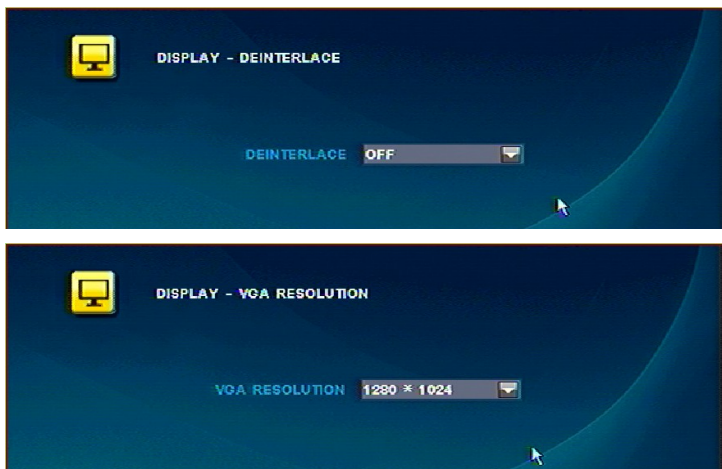 DISPLAY - DEINTERLACE
DEINTERLACE OFF
DISPLAY - VGA RESOLUTION
VGA RESOLUTION 1280 * 1024